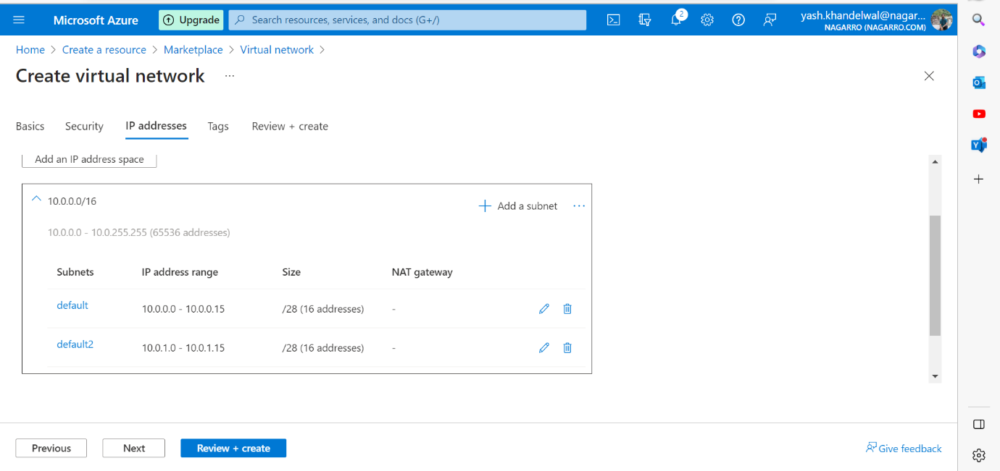 Microsoft Azure
Upgrade
Search resources, services, and docs (G+/)
2
yash.khandelwal@nagar...
NAGARRO (NAGARRO.COM)
Home > Create a resource > Marketplace > Virtual network >
Create virtual network ...
Basics Security IP addresses Tags Review + create
Add an IP address space
10.0.0.0/16
+ Add a subnet ...
10.0.0.0 - 10.0.255.255 (65536 addresses)
Subnets IP address range Size NAT gateway
default 10.0.0.0 - 10.0.0.15 /28 (16 addresses) -
default2 10.0.1.0 - 10.0.1.15 /28 (16 addresses) -
Previous Next Review + create
Give feedback